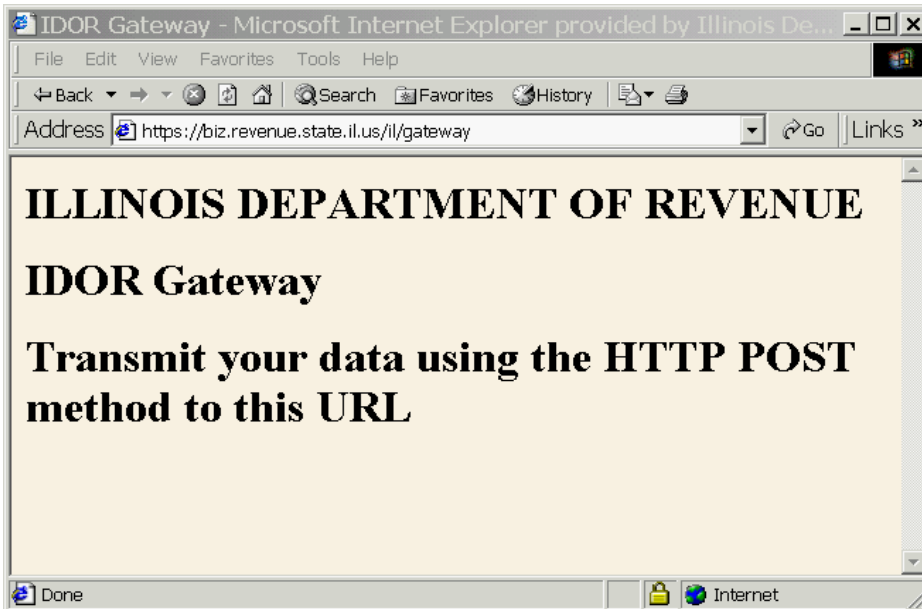 IDOR Gateway - Microsoft Internet Explorer provided by Illinois De...
File Edit View Favorites Tools Help
Back Search Favorites History
Address https://biz.revenue.state.il.us/il/gateway Go Links »
ILLINOIS DEPARTMENT OF REVENUE
IDOR Gateway
Transmit your data using the HTTP POST
method to this URL
Done Internet